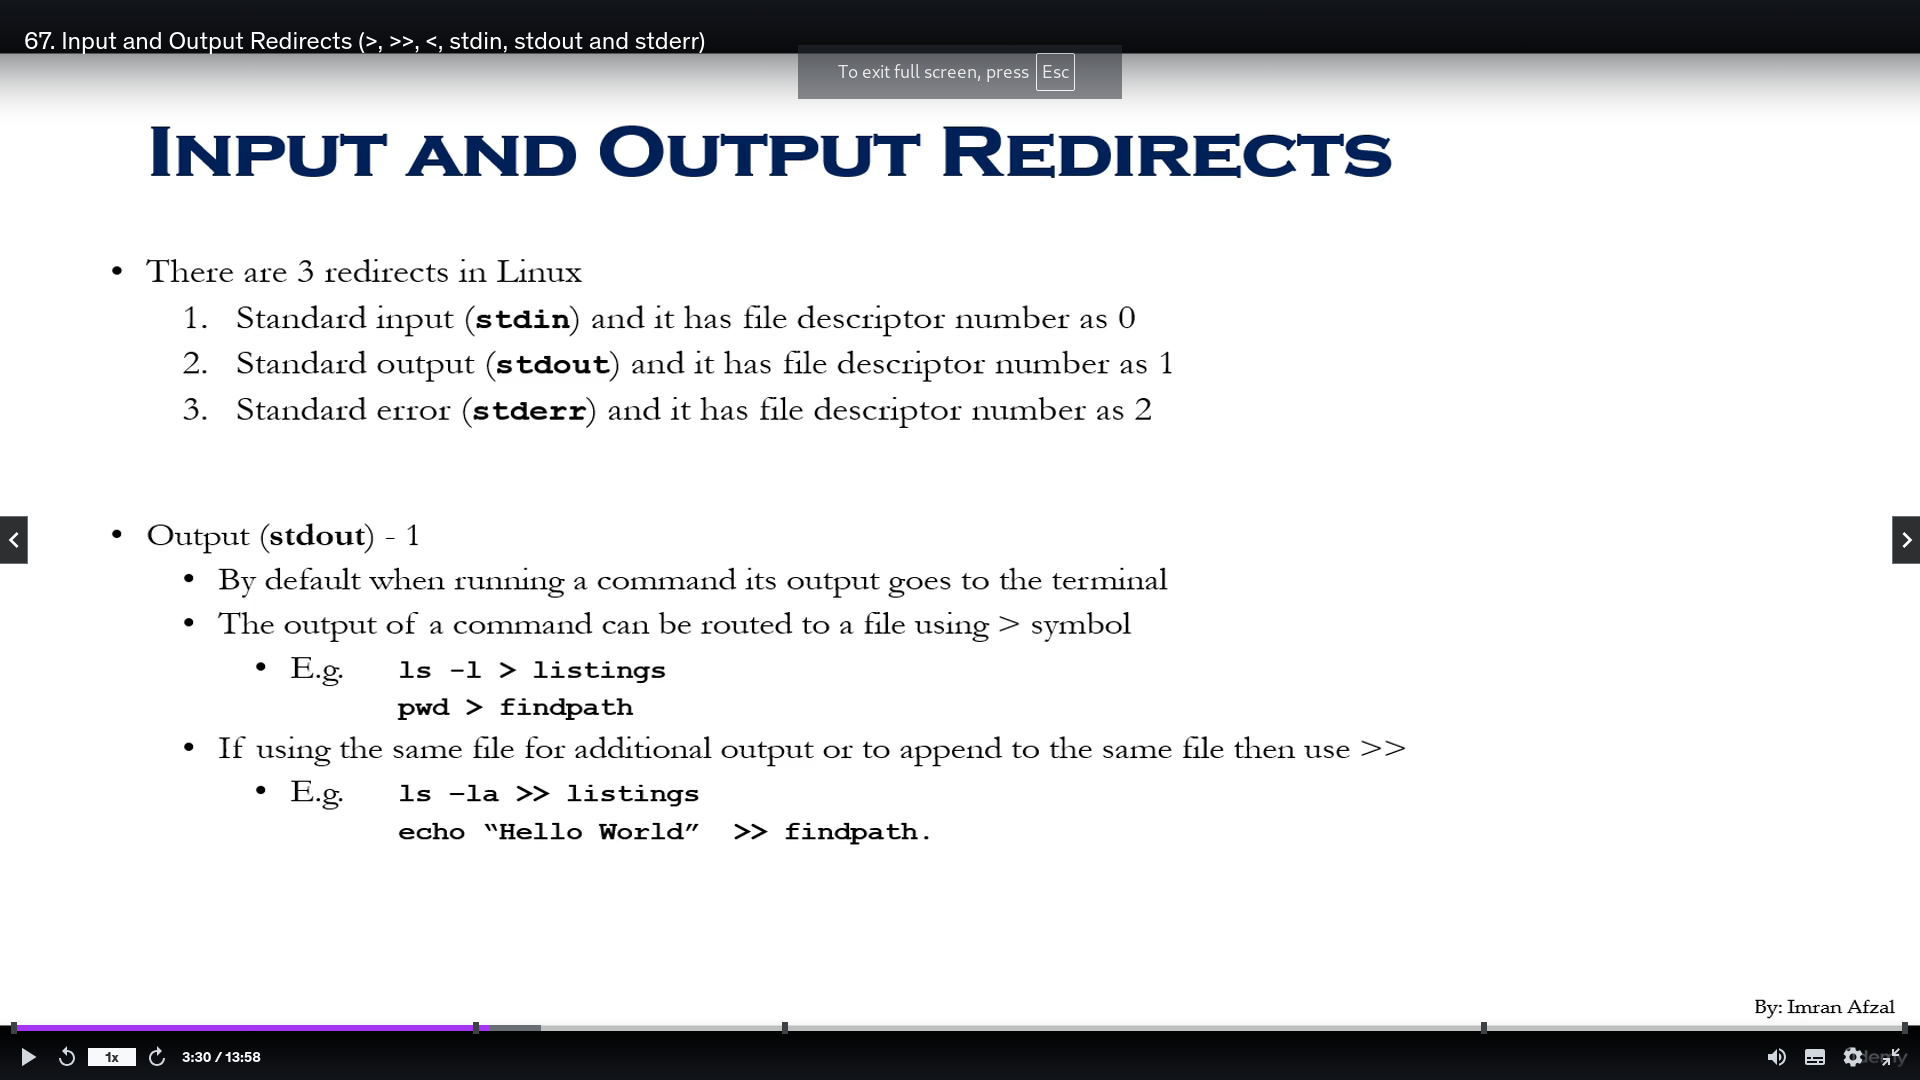 67. Input and Output Redirects (>, >>, <, stdin, stdout and stderr)
To exit full screen, press Esc
INPUT AND OUTPUT REDIRECTS
• There are 3 redirects in Linux
1. Standard input (stdin) and it has file descriptor number as 0
2. Standard output (stdout) and it has file descriptor number as 1
3. Standard error (stderr) and it has file descriptor number as 2
• Output (stdout) - 1
• By default when running a command its output goes to the terminal
• The output of a command can be routed to a file using > symbol
• E.g. ls -l > listings
pwd > findpath
• If using the same file for additional output or to append to the same file then use >>
• E.g. ls –la >> listings
echo “Hello World” >> findpath.
By: Imran Afzal
1x 3:30 / 13:58